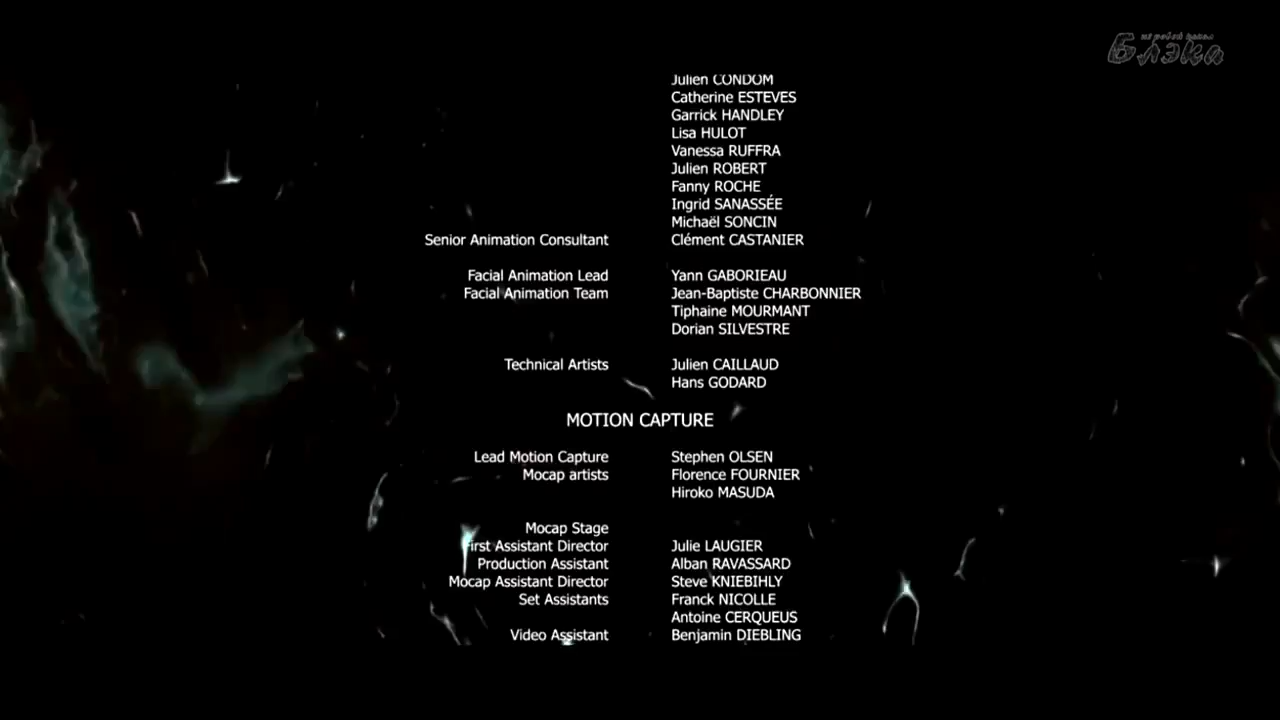 Блэка
Julien CONDOM
Catherine ESTEVES
Garrick HANDLEY
Lisa HULOT
Vanessa RUFFRA
Julien ROBERT
Fanny ROCHE
Ingrid SANASSÉE
Michaël SONCIN
Senior Animation Consultant Clément CASTANIER
Facial Animation Lead Yann GABORIEAU
Facial Animation Team Jean-Baptiste CHARBONNIER
Tiphaine MOURMANT
Dorian SILVESTRE
Technical Artists Julien CAILLAUD
Hans GODARD
MOTION CAPTURE
Lead Motion Capture Stephen OLSEN
Mocap artists Florence FOURNIER
Hiroko MASUDA
Mocap Stage
First Assistant Director Julie LAUGIER
Production Assistant Alban RAVASSARD
Mocap Assistant Director Steve KNIEBIHLY
Set Assistants Franck NICOLLE
Antoine CERQUEUS
Video Assistant Benjamin DIEBLING